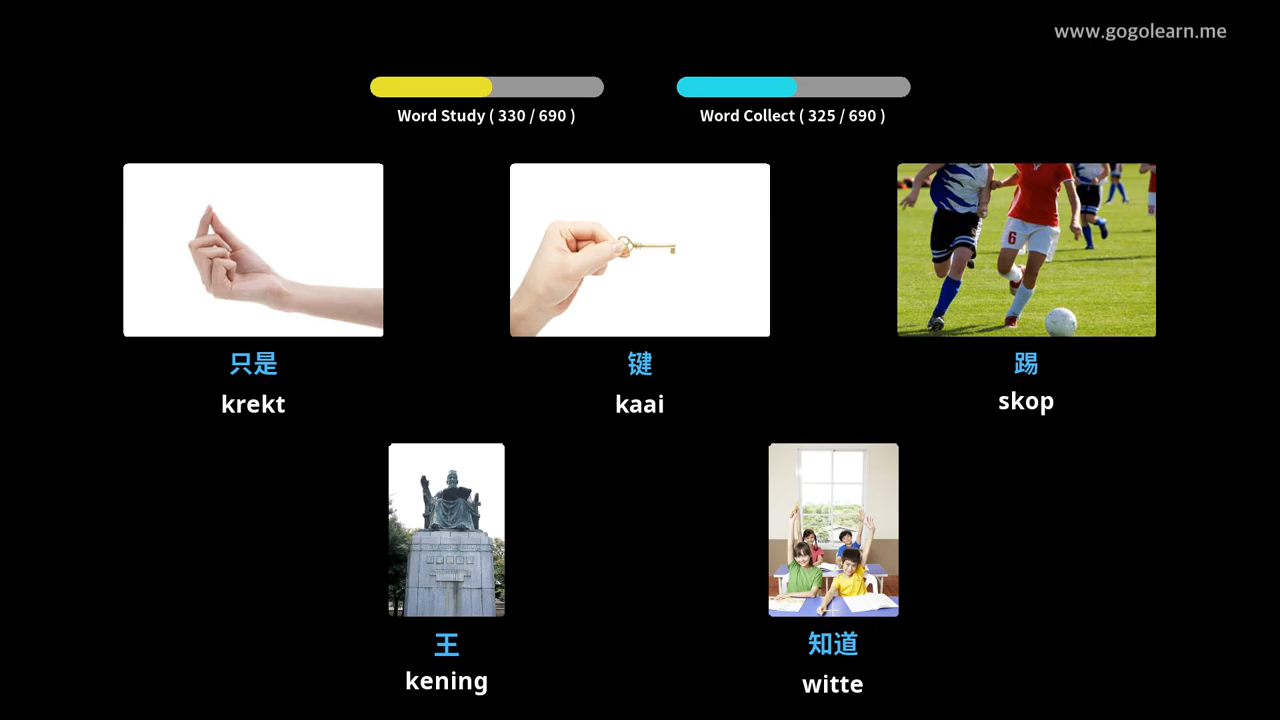 www.gogolearn.me
Word Study ( 330 / 690 )
Word Collect ( 325 / 690 )
只是
键
踢
krekt
kaai
skop
王
知道
kening
witte